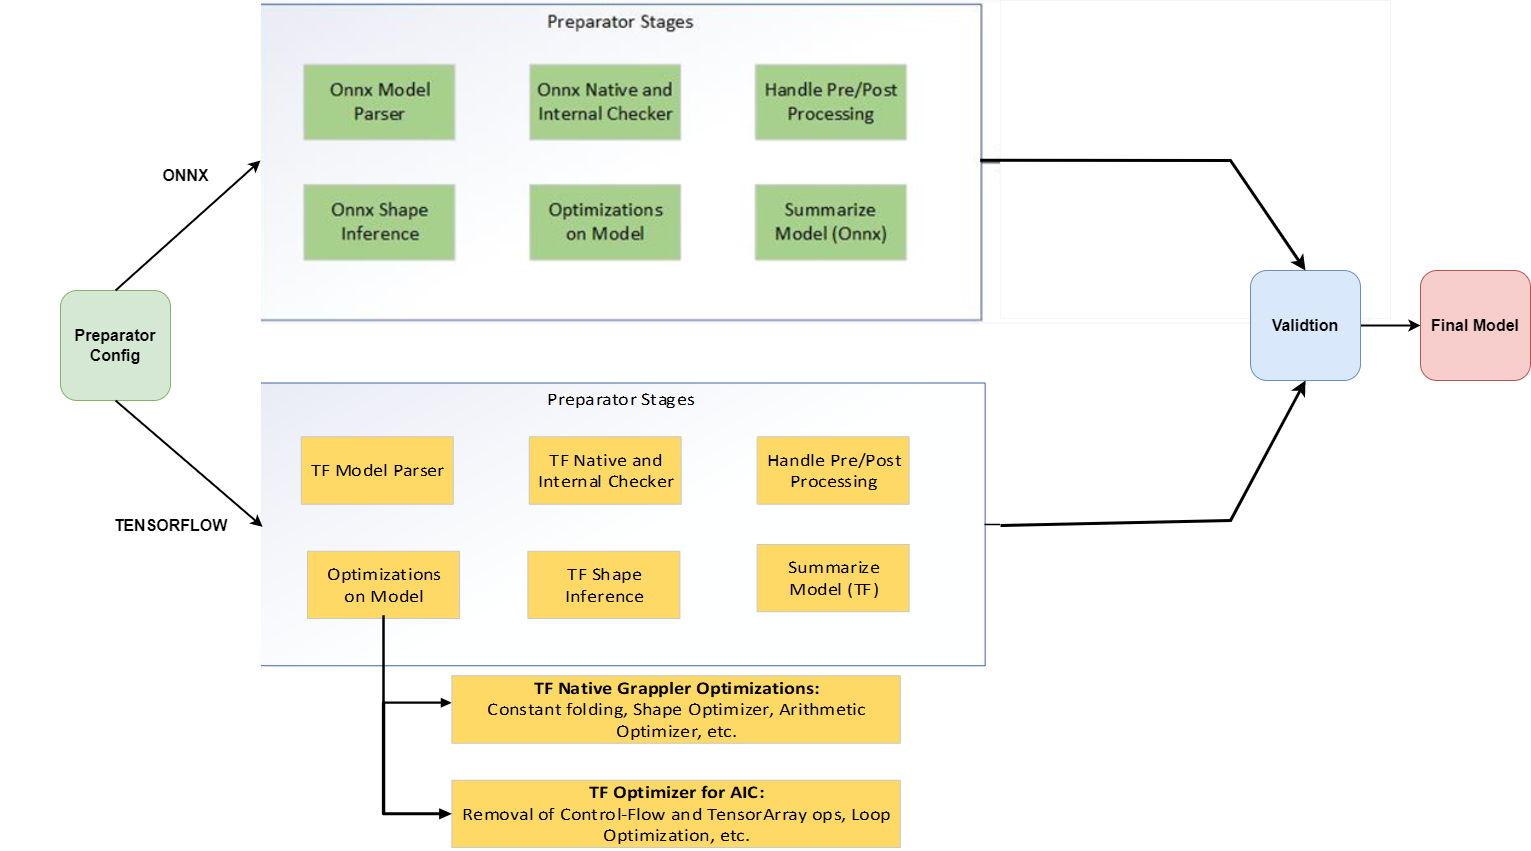 Preparator Stages
Onnx Model
Parser
Onnx Native and
Internal Checker
Handle Pre/Post
Processing
ONNX
Onnx Shape
Inference
Optimizations
on Model
Summarize
Model (Onnx)
Preparator
Config
Validtion
Final Model
Preparator Stages
TF Model Parser
TF Native and
Internal Checker
Handle Pre/Post
Processing
TENSORFLOW
Optimizations
on Model
TF Shape
Inference
Summarize
Model (TF)
TF Native Grappler Optimizations:
Constant folding, Shape Optimizer, Arithmetic
Optimizer, etc.
TF Optimizer for AIC:
Removal of Control-Flow and TensorArray ops, Loop
Optimization, etc.